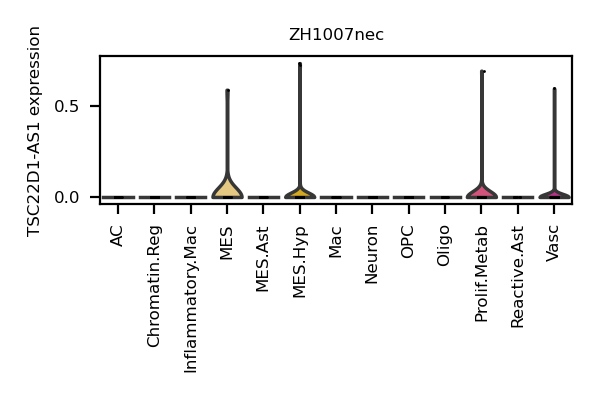 ZH1007nec
TSC22D1-AS1 expression
0.5
0.0
AC
Chromatin.Reg
Inflammatory.Mac
MES
MES.Ast
MES.Hyp
Mac
Neuron
OPC
Oligo
Prolif.Metab
Reactive.Ast
Vasc